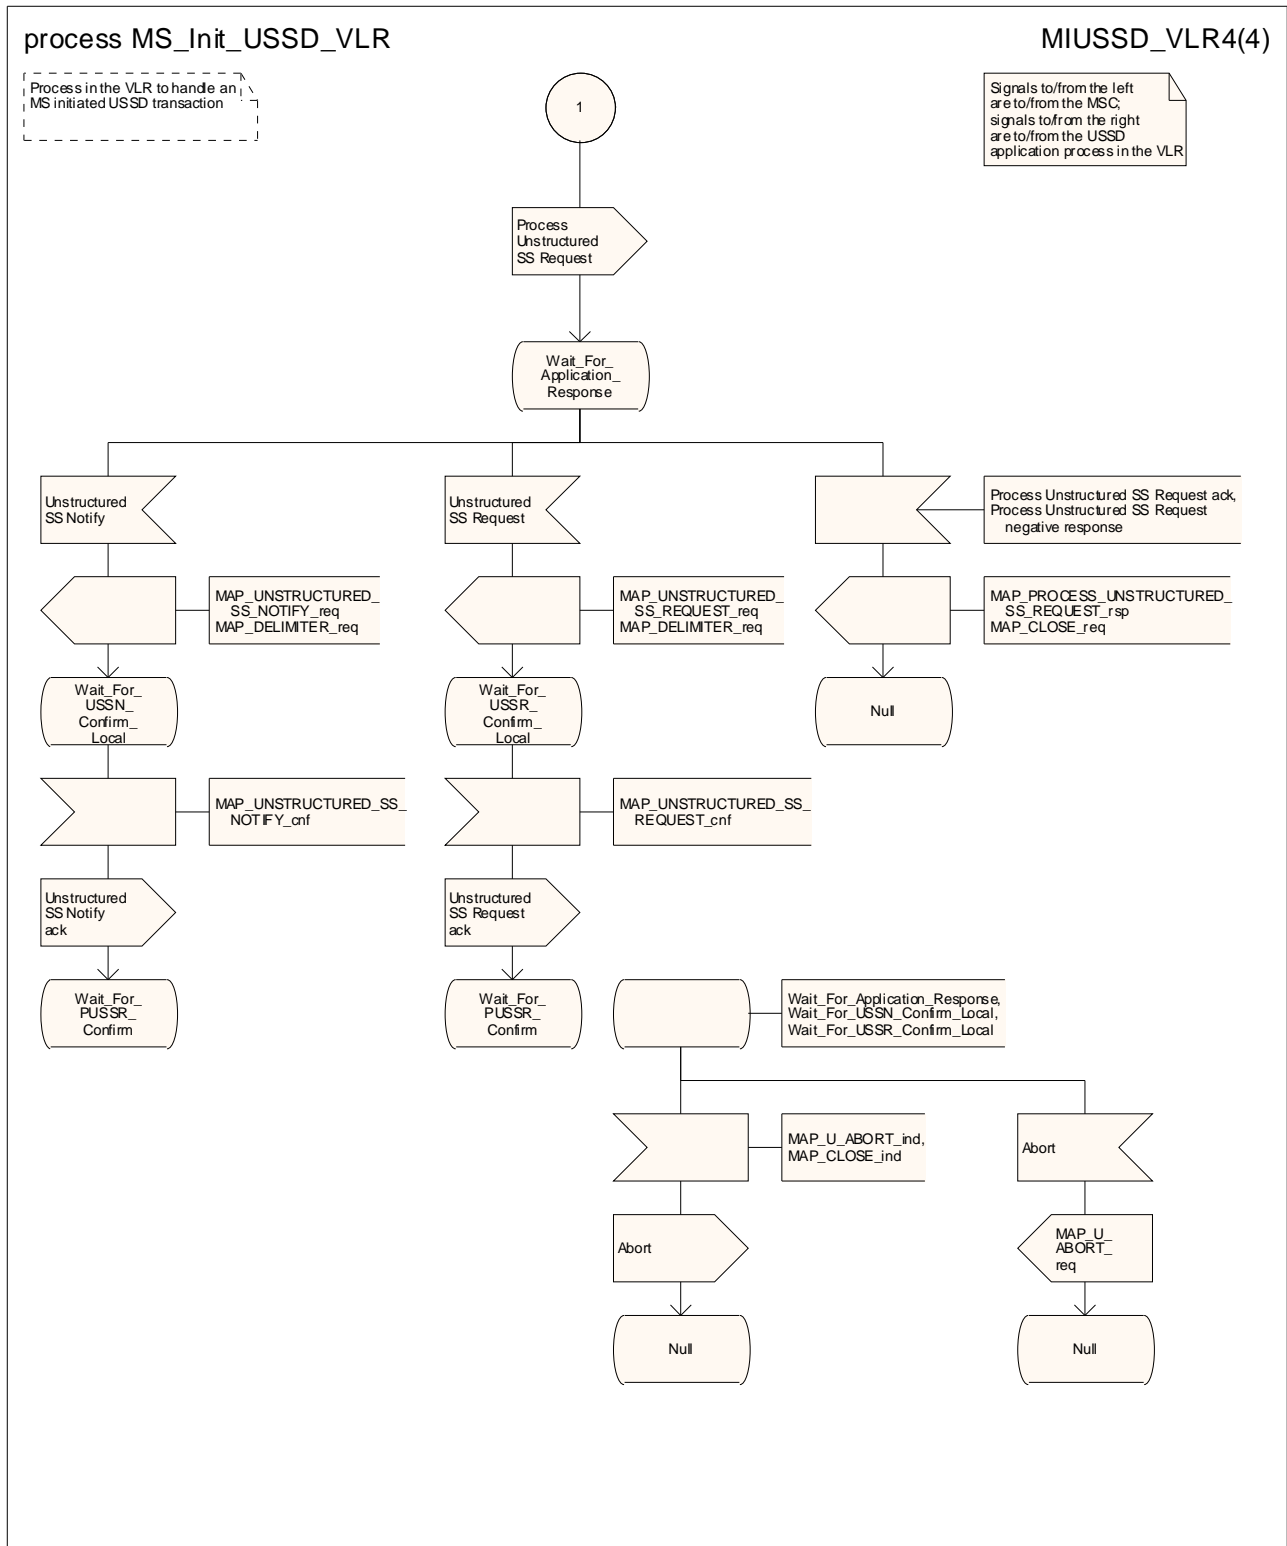 process MS_Init_USSD_VLR
MIUSSD_VLR4(4)
Process in the VLR to handle an
MS initiated USSD transaction
1
Signals to/from the left
are to/from the MSC;
signals to/from the right
are to/from the USSD
application process in the VLR
Process
Unstructured
SS Request
Wait_For_
Application_
Response
Unstructured
SS Notify
Unstructured
SS Request
Process Unstructured SS Request ack,
Process Unstructured SS Request
negative response
MAP_UNSTRUCTURED_
SS_NOTIFY_req
MAP_DELIMITER_req
MAP_UNSTRUCTURED_
SS_REQUEST_req
MAP_DELIMITER_req
MAP_PROCESS_UNSTRUCTURED_
SS_REQUEST_rsp
MAP_CLOSE_req
Wait_For_
USSN_
Confirm_
Local
Wait_For_
USSR_
Confirm_
Local
Null
MAP_UNSTRUCTURED_SS_
NOTIFY_cnf
MAP_UNSTRUCTURED_SS_
REQUEST_cnf
Unstructured
SS Notify
ack
Unstructured
SS Request
ack
Wait_For_
PUSSR_
Confirm
Wait_For_
PUSSR_
Confirm
Wait_For_Application_Response,
Wait_For_USSN_Confirm_Local,
Wait_For_USSR_Confirm_Local
MAP_U_ABORT_ind,
MAP_CLOSE_ind
Abort
Abort
MAP_U_
ABORT_
req
Null
Null